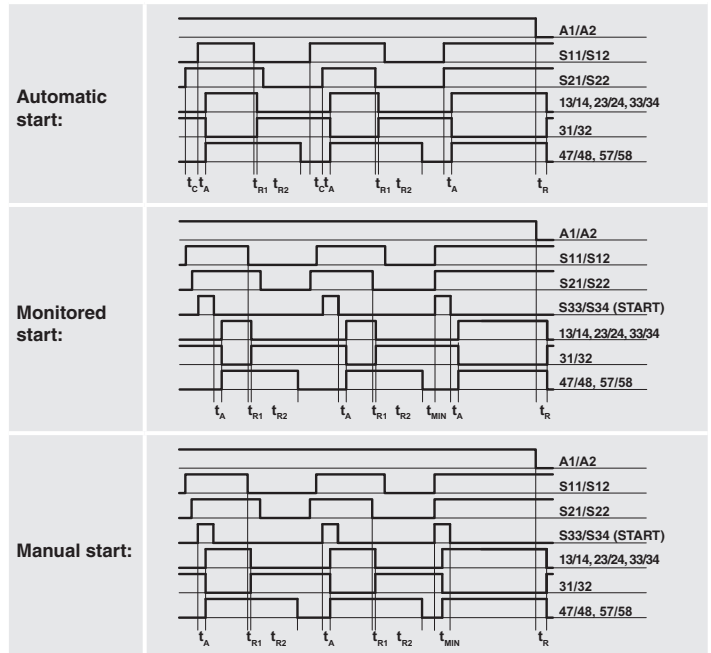 Automatic
start:
A1/A2
S11/S12
S21/S22
13/14, 23/24, 33/34
31/32
47/48, 57/58
tC tA tR1 tR2 tC tA tR1 tR2 tA tR
Monitored
start:
A1/A2
S11/S12
S21/S22
S33/S34 (START)
13/14, 23/24, 33/34
31/32
47/48, 57/58
tA tR1 tR2 tA tR1 tR2 tMIN tA tR
Manual start:
A1/A2
S11/S12
S21/S22
S33/S34 (START)
13/14, 23/24, 33/34
31/32
47/48, 57/58
tA tR1 tR2 tA tR1 tR2 tMIN tR